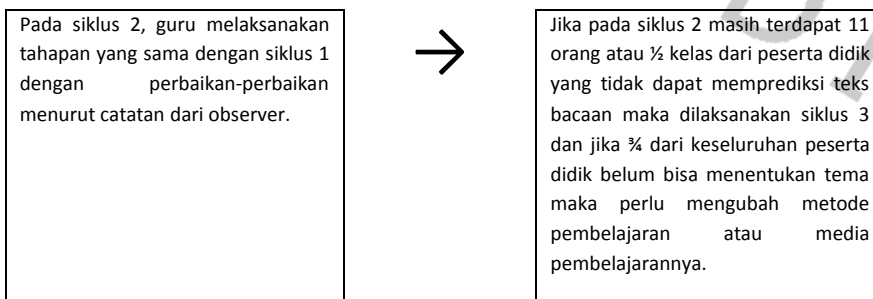 Pada siklus 2, guru melaksanakan
tahapan yang sama dengan siklus 1
dengan perbaikan-perbaikan
menurut catatan dari observer.
Jika pada siklus 2 masih terdapat 11
orang atau ½ kelas dari peserta didik
yang tidak dapat memprediksi teks
bacaan maka dilaksanakan siklus 3
dan jika ¾ dari keseluruhan peserta
didik belum bisa menentukan tema
maka perlu mengubah metode
pembelajaran atau media
pembelajarannya.